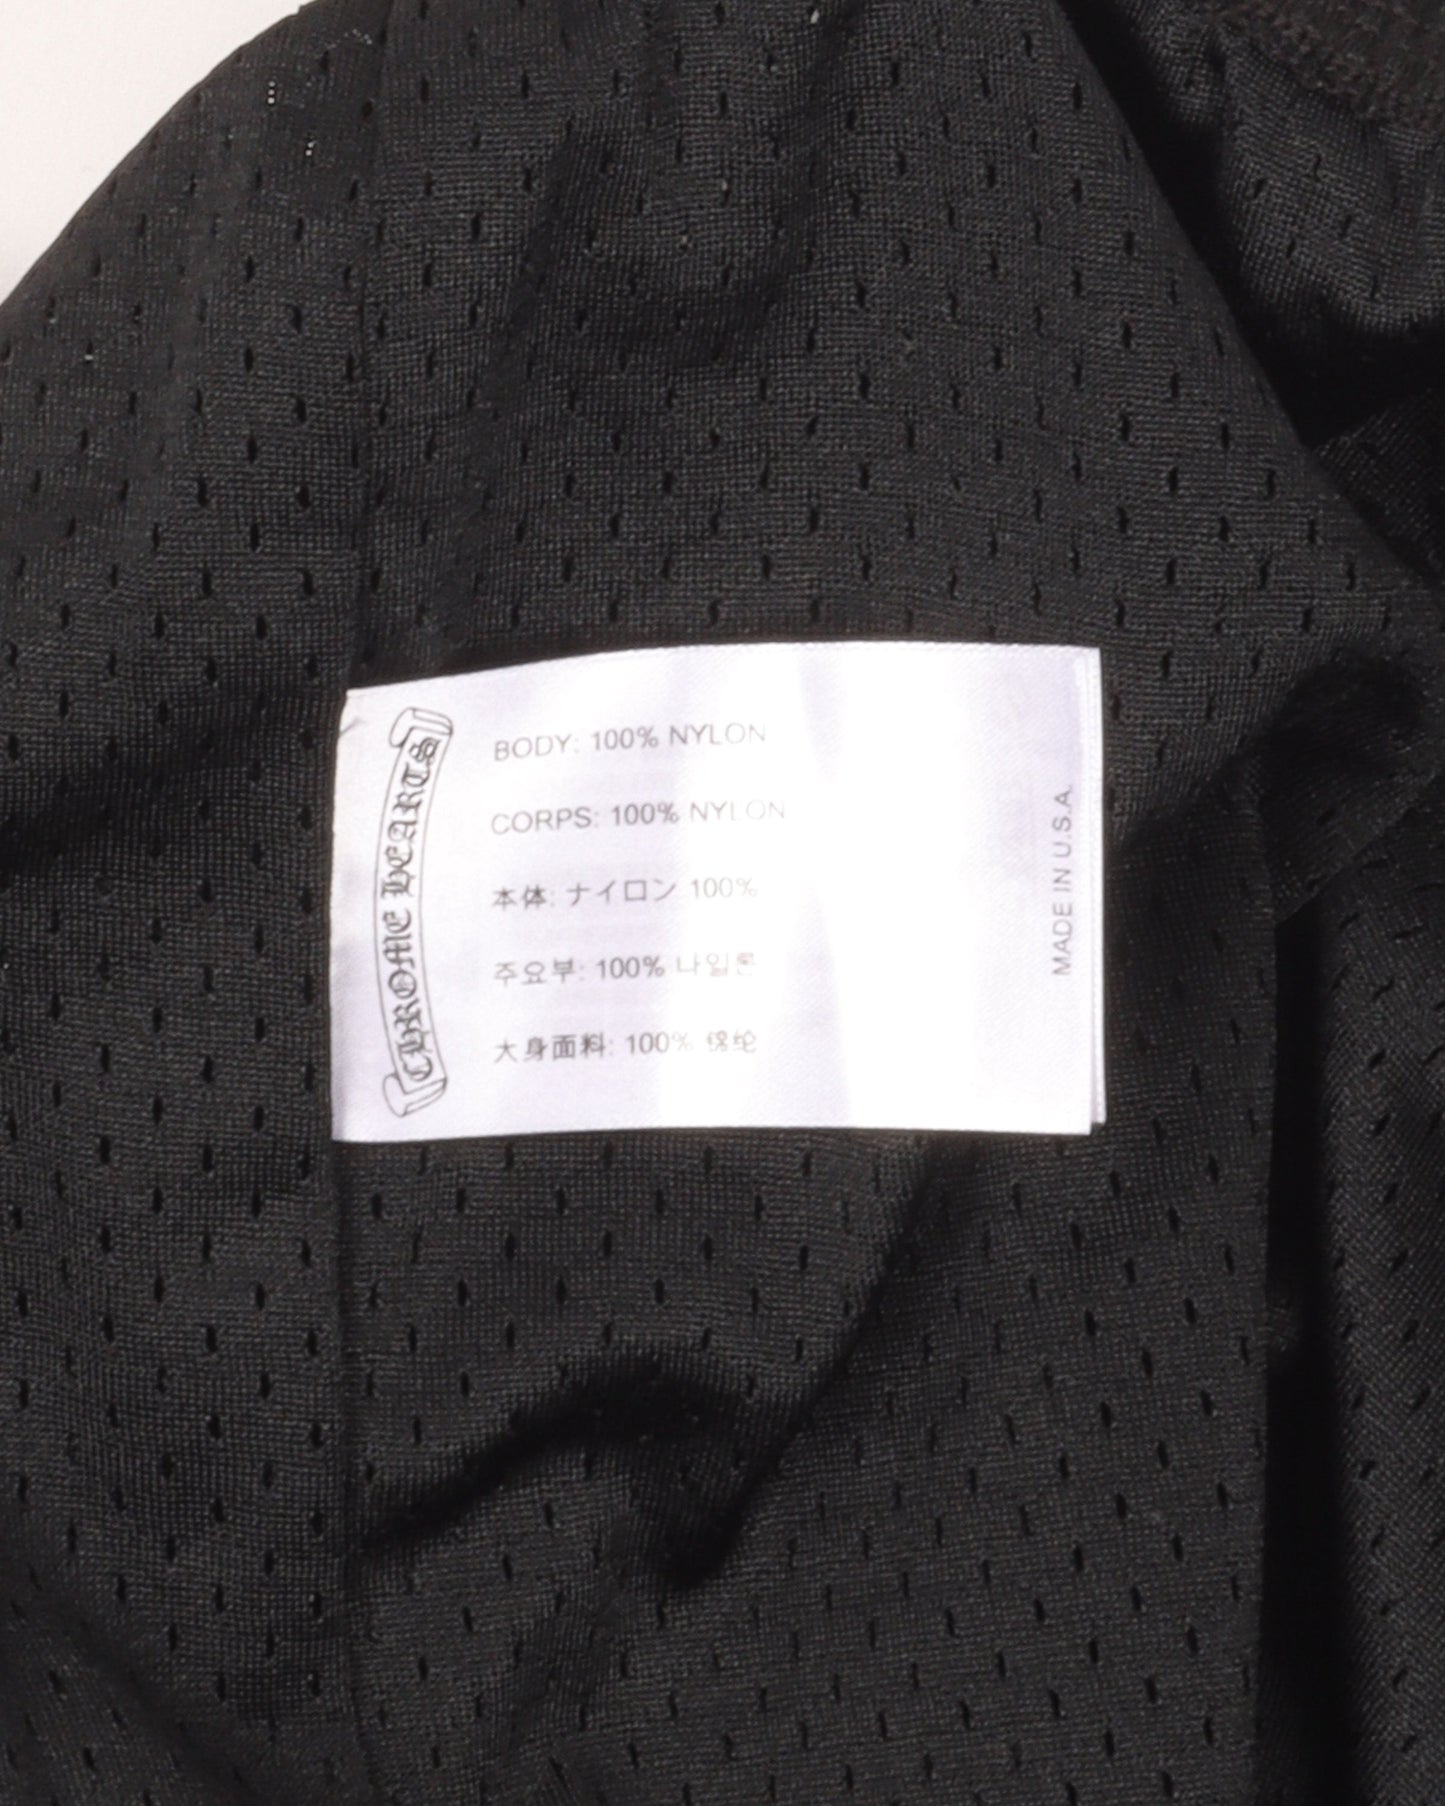 CHROME HEARTS
BODY: 100% NYLON
CORPS: 100% NYLON
本体: ナイロン 100%
주요부: 100% 나일론
大身面料: 100% 锦纶
MADE IN U.S.A.